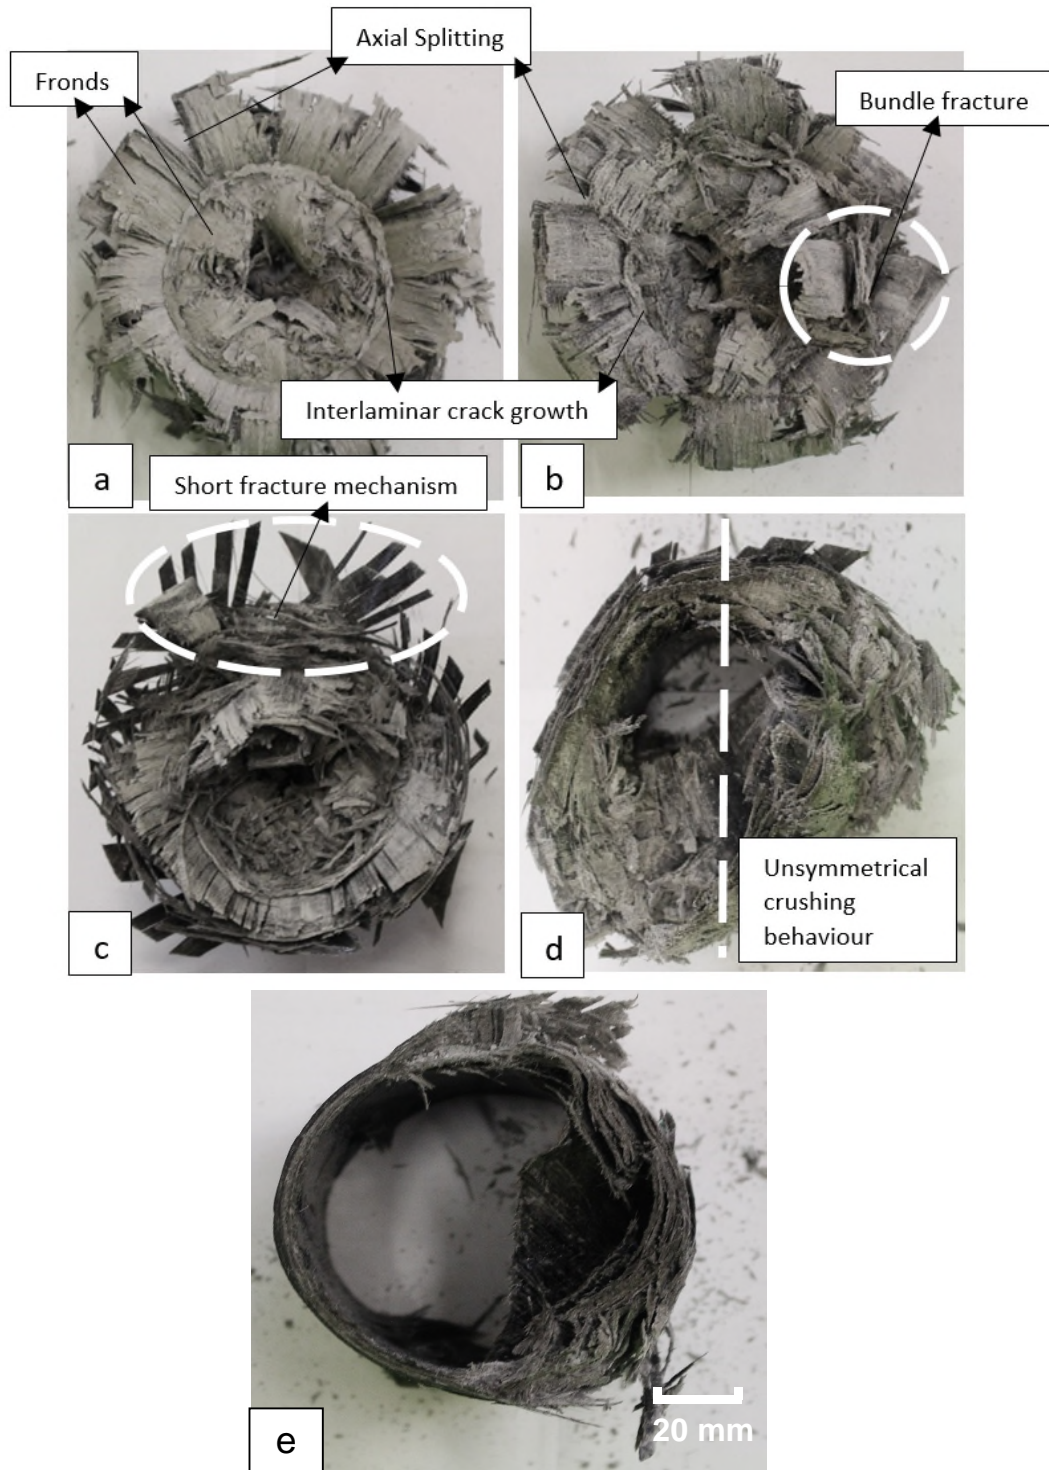 Axial Splitting
Fronds
Bundle fracture
Interlaminar crack growth
a
b
Short fracture mechanism
Unsymmetrical
crushing
behaviour
c
d
20 mm
e